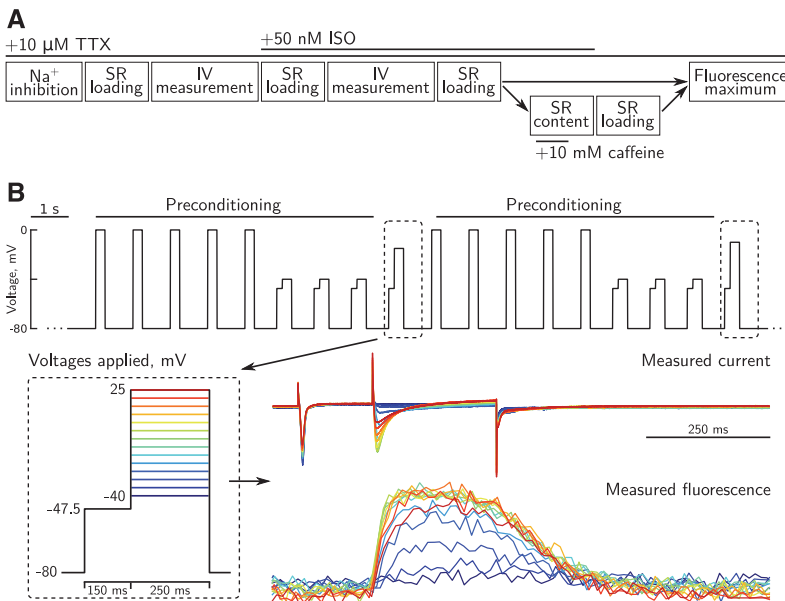 A
+10 μM TTX
+50 nM ISO
Na+
inhibition
SR
loading
IV
measurement
SR
loading
IV
measurement
SR
loading
Fluorescence
maximum
SR
content
SR
loading
+10 mM caffeine
B
1 s
Preconditioning
Preconditioning
0
Voltage, mV
-80
Voltages applied, mV
Measured current
25
250 ms
-40
-47.5
Measured fluorescence
-80
150 ms
250 ms